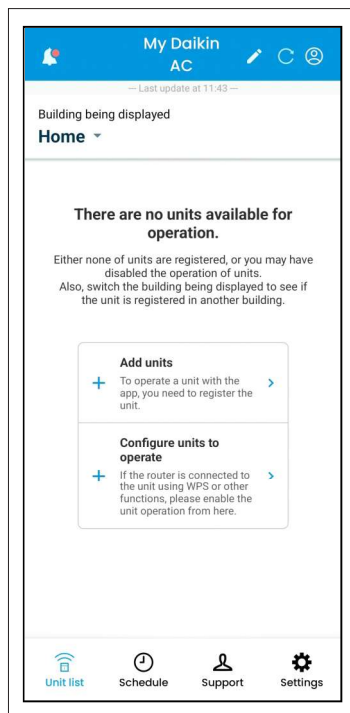 My Daikin
AC
— Last update at 11:43 —
Building being displayed
Home
There are no units available for
operation.
Either none of units are registered, or you may have
disabled the operation of units.
Also, switch the building being displayed to see if
the unit is registered in another building.
Add units
To operate a unit with the
app, you need to register the
unit.
Configure units to
operate
If the router is connected to
the unit using WPS or other
functions, please enable the
unit operation from here.
Unit list
Schedule
Support
Settings